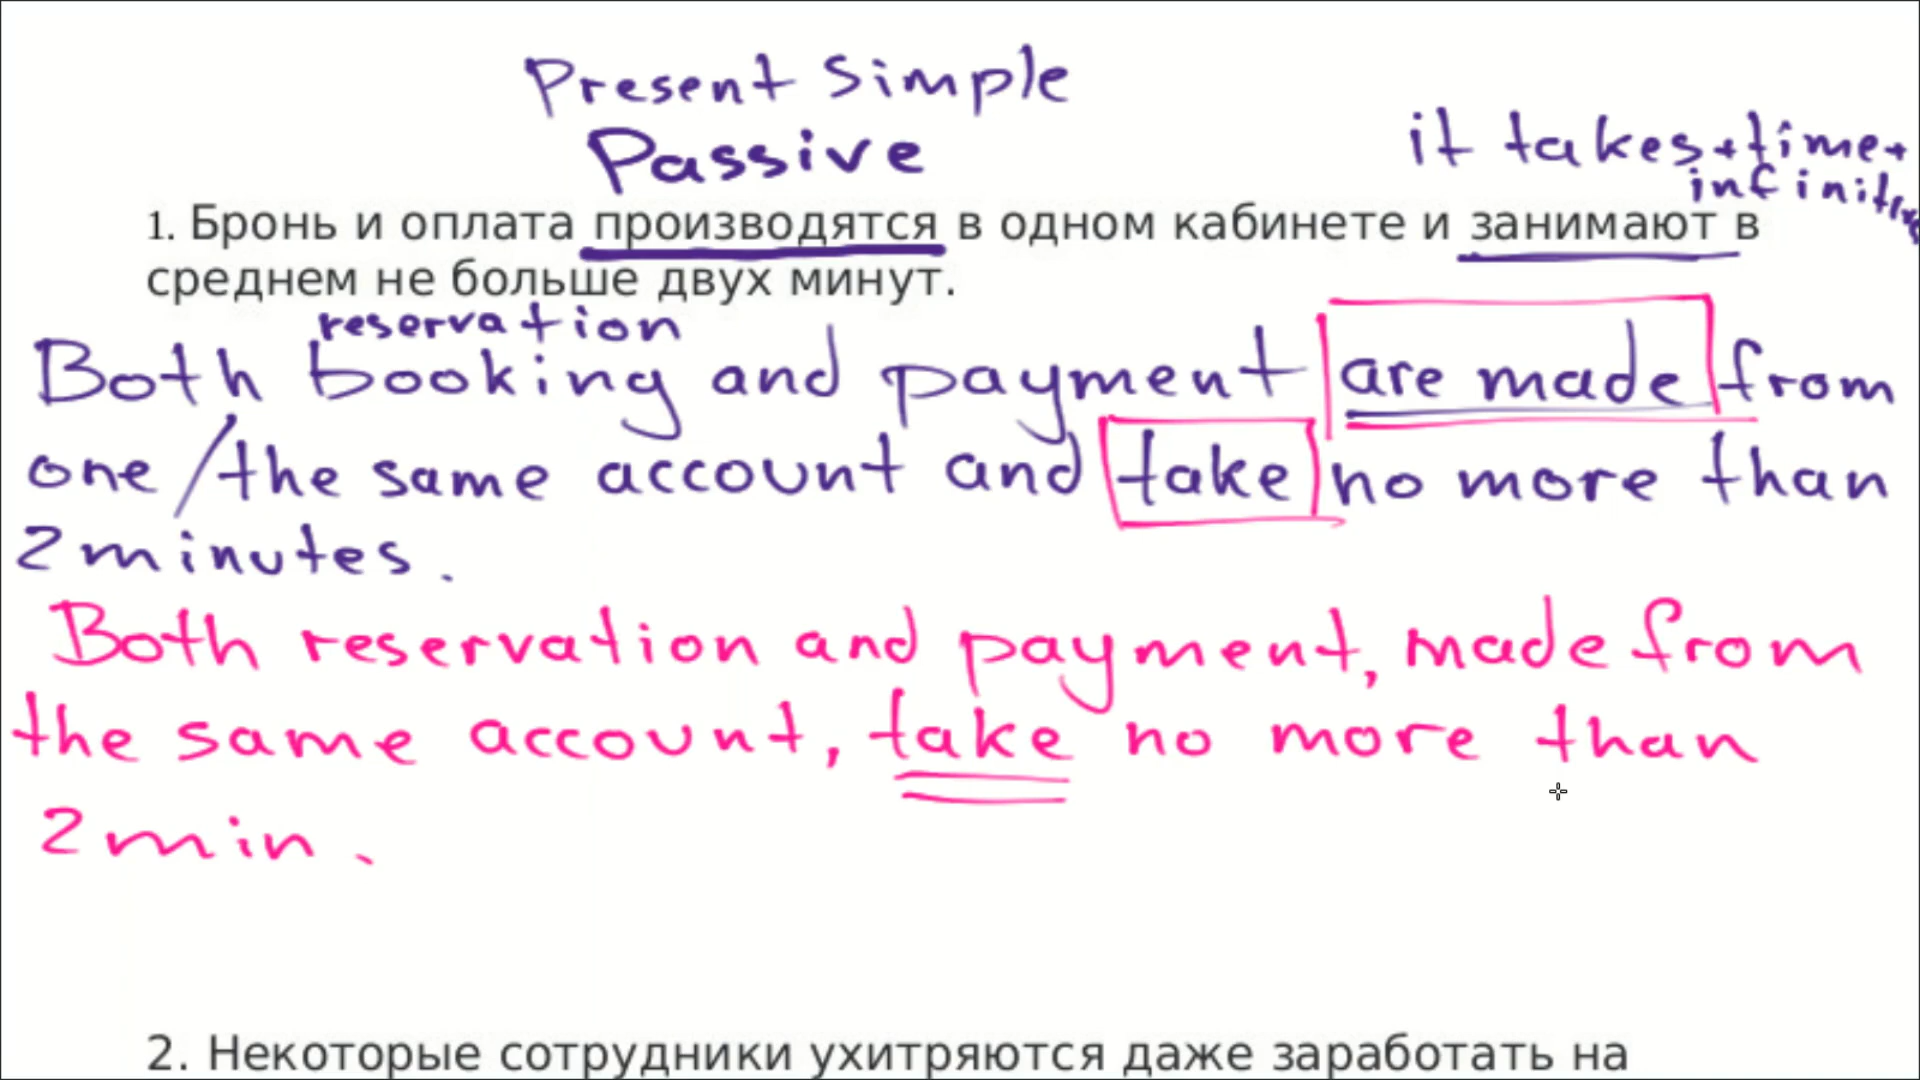 Present Simple
Passive
it takes + time +
infinitive
1. Бронь и оплата производятся в одном кабинете и занимают в
среднем не больше двух минут.
reservation
Both booking and payment are made from
one / the same account and take no more than
2 minutes.
Both reservation and payment, made from
the same account, take no more than
2 min.
2. Некоторые сотрудники ухитряются даже заработать на